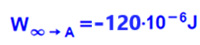 W∞→A = -120·10⁻⁶J